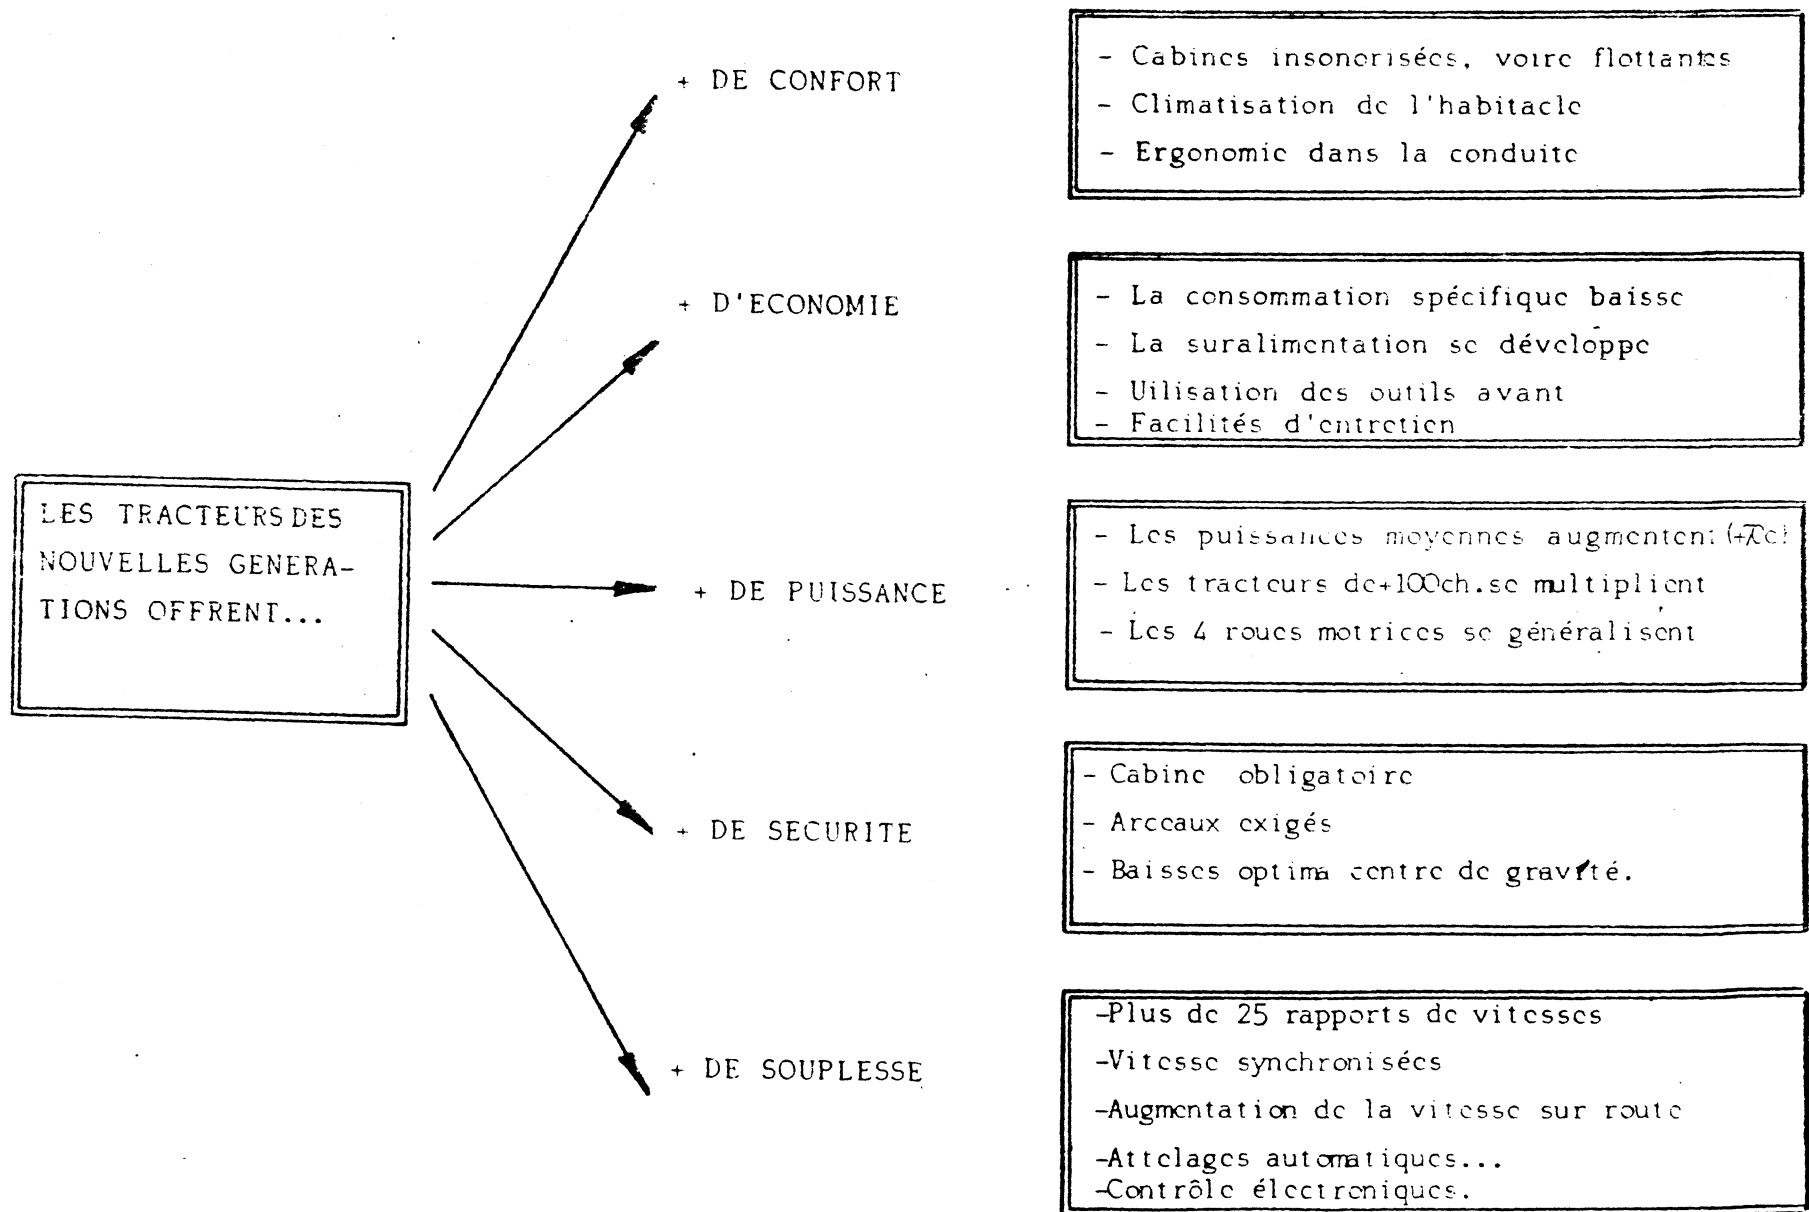 + DE CONFORT
- Cabines insonorisées, voire flottantes
- Climatisation de l'habitacle
- Ergonomie dans la conduite
+ D'ECONOMIE
- La consommation spécifique baisse
- La suralimentation se développe
- Uilisation des outils avant
- Facilités d'entretien
LES TRACTEURS DES
NOUVELLES GENERA-
TIONS OFFRENT...
+ DE PUISSANCE
- Les puissances moyennes augmentent
- Les tracteurs de+100ch.se multiplient
- Les 4 roues motrices se généralisent
+ DE SECURITE
- Cabine obligatoire
- Arceaux exigés
- Baisses optima centre de gravité.
+ DE SOUPLESSE
-Plus de 25 rapports de vitesses
-Vitesse synchronisées
-Augmentation de la vitesse sur route
-Attelages automatiques...
-Contrôle électroniques.